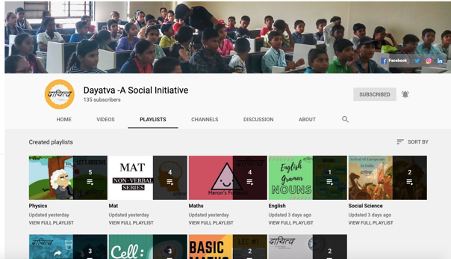 Facebook
दायित्व
Dayatva -A Social Initiative
135 subscribers
SUBSCRIBED
HOME VIDEOS PLAYLISTS CHANNELS DISCUSSION ABOUT
Created playlists
SORT BY
5
MAT
NON-VERBAL
SERIES
4
4
English
Grammar
NOUNS
1
2
Physics
Mat
Maths
English
Social Science
Updated yesterday
Updated yesterday
Updated yesterday
Updated 3 days ago
Updated 3 days ago
VIEW FULL PLAYLIST
VIEW FULL PLAYLIST
VIEW FULL PLAYLIST
VIEW FULL PLAYLIST
VIEW FULL PLAYLIST
3
Cell:
3
BASIC
MATHS
2
दायित्व
2